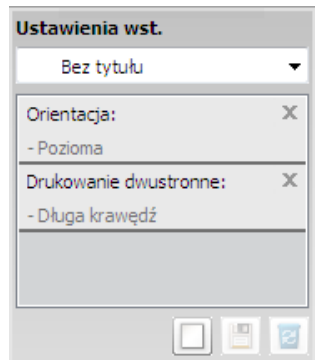 Ustawienia wst.
Bez tytułu
Orientacja:
- Pozioma
Drukowanie dwustronne:
- Długa krawędź